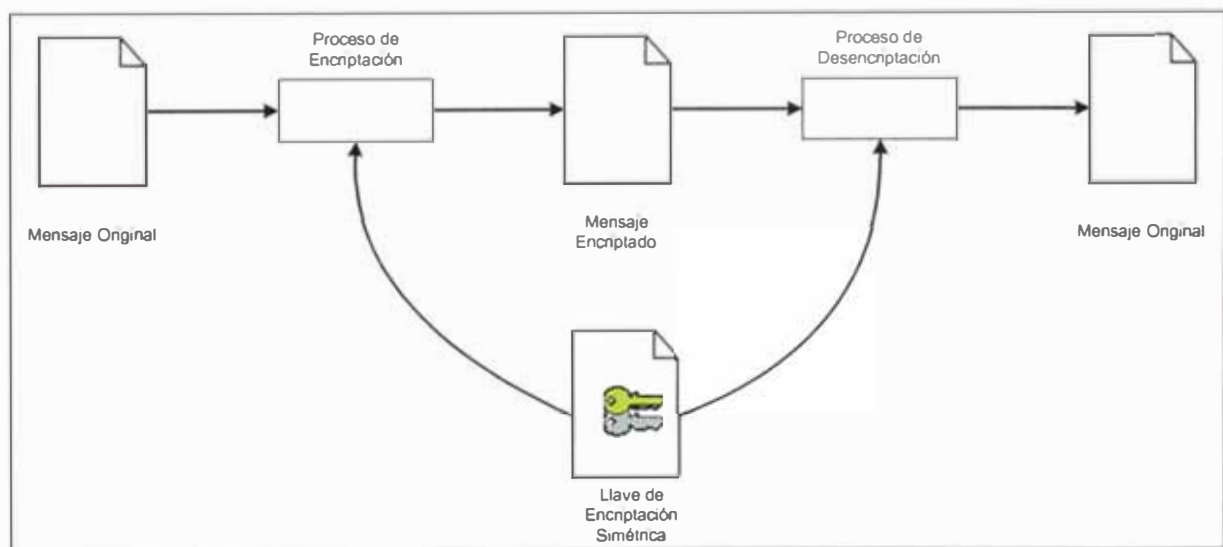 Proceso de
Encriptación
Proceso de
Desencriptación
Mensaje Original
Mensaje
Encriptado
Mensaje Original
Llave de
Encriptación
Simétrica